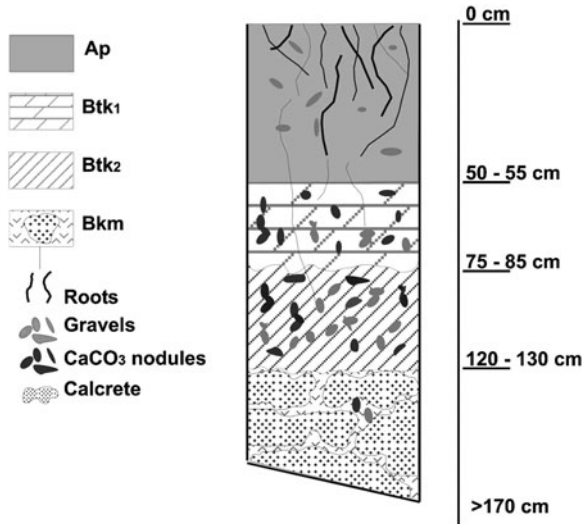 Ap
Btk1
Btk2
Bkm
Roots
Gravels
CaCO3 nodules
Calcrete
0 cm
50 - 55 cm
75 - 85 cm
120 - 130 cm
>170 cm